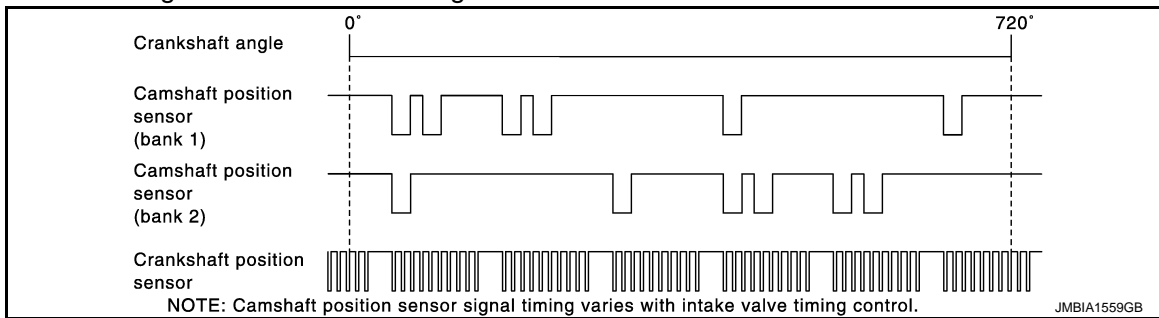 0° 720°
Crankshaft angle
Camshaft position
sensor
(bank 1)
Camshaft position
sensor
(bank 2)
Crankshaft position
sensor
NOTE: Camshaft position sensor signal timing varies with intake valve timing control.
JMBIA1559GB